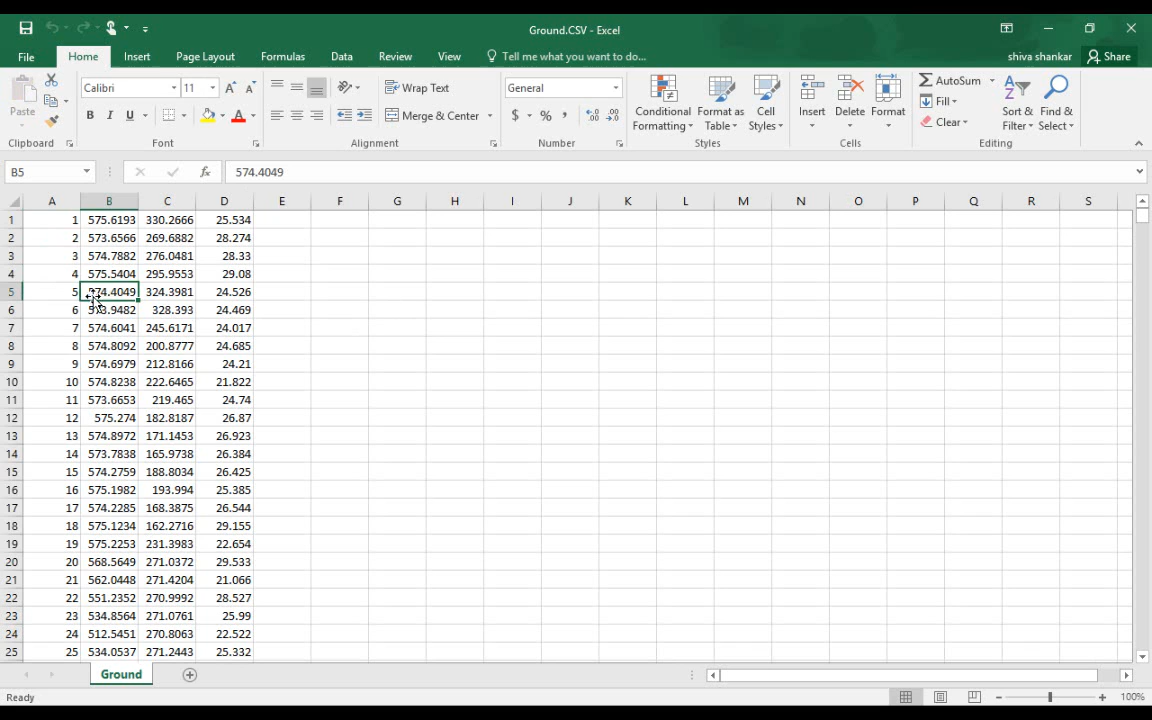 Ground.CSV - Excel
File Home Insert Page Layout Formulas Data Review View Tell me what you want to do... shiva shankar Share
Paste Calibri 11 Wrap Text General Conditional Formatting Format as Table Cell Styles Insert Delete Format AutoSum Fill Clear Sort & Filter Find & Select
B I U Merge & Center $ % ,
Clipboard Font Alignment Number Styles Cells Editing
B5 fx 574.4049
A B C D E F G H I J K L M N O P Q R S
1 1 575.6193 330.2666 25.534
2 2 573.6566 269.6882 28.274
3 3 574.7882 276.0481 28.33
4 4 575.5404 295.9553 29.08
5 5 574.4049 324.3981 24.526
6 6 573.9482 328.393 24.469
7 7 574.6041 245.6171 24.017
8 8 574.8092 200.8777 24.685
9 9 574.6979 212.8166 24.21
10 10 574.8238 222.6465 21.822
11 11 573.6653 219.465 24.74
12 12 575.274 182.8187 26.87
13 13 574.8972 171.1453 26.923
14 14 573.7838 165.9738 26.384
15 15 574.2759 188.8034 26.425
16 16 575.1982 193.994 25.385
17 17 574.2285 168.3875 26.544
18 18 575.1234 162.2716 29.155
19 19 575.2253 231.3983 22.654
20 20 568.5649 271.0372 29.533
21 21 562.0448 271.4204 21.066
22 22 551.2352 270.9992 28.527
23 23 534.8564 271.0761 25.99
24 24 512.5451 270.8063 22.522
25 25 534.0537 271.2443 25.332
Ground
Ready 100%